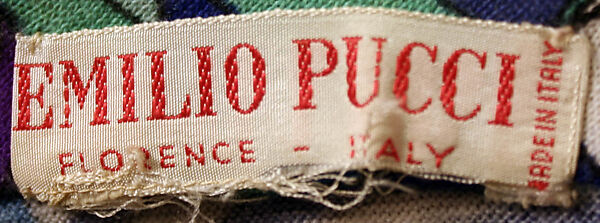 EMILIO PUCCI
FLORENCE - ITALY
MADE IN ITALY